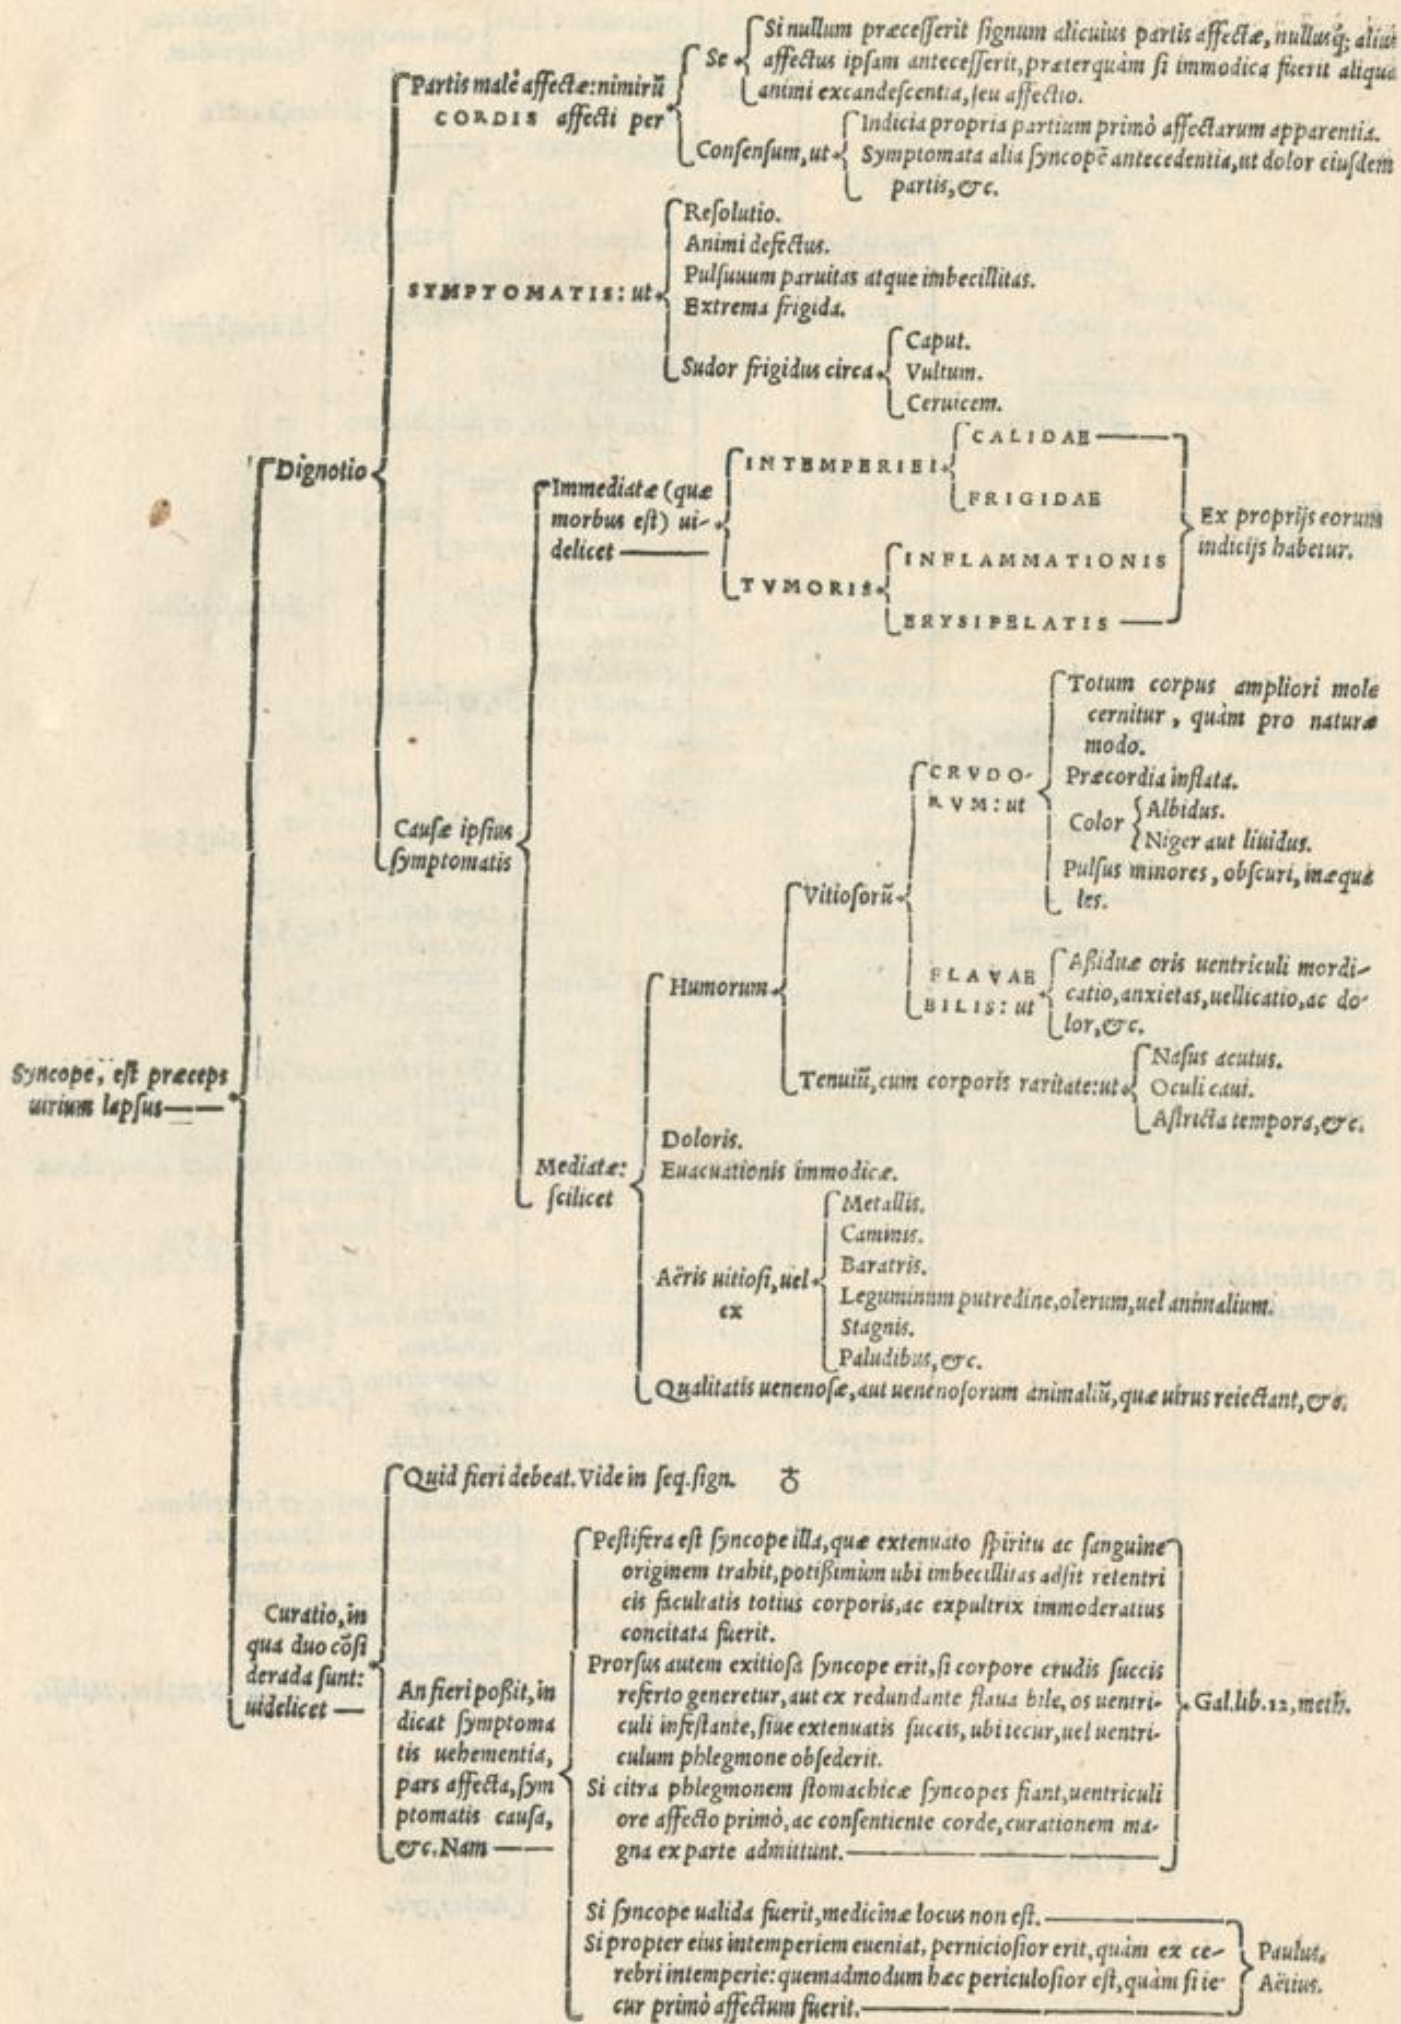 Si nullum præceſſerit ſignum alicuius partis affectæ, nullusq́; alius
Se
affectus ipſam anteceſſerit, præterquàm ſi immodica fuerit aliqua
animi excandeſcentia, ſeu affectio.
Partis malè affectæ: nimirũ
CORDIS affecti per
Conſenſum, ut
Indicia propria partium primò affectarum apparentia.
Symptomata alia ſyncopẽ antecedentia, ut dolor eiuſdem
partis, &c.
SYMPTOMATIS: ut
Reſolutio.
Animi defectus.
Pulſuuum paruitas atque imbecillitas.
Extrema frigida.
Sudor frigidus circa
Caput.
Vultum.
Ceruicem.
Dignotio
Immediatæ (quæ
morbus eſt) ui-
delicet
INTEMPERIEI
CALIDAE
FRIGIDAE
TVMORIS
INFLAMMATIONIS
ERYSIPELATIS
Ex proprijs eorum
indicijs habetur.
Cauſæ ipſius
ſymptomatis
Totum corpus ampliori mole
cernitur, quàm pro naturæ
modo.
CRVDO-
RVM: ut
Præcordia inflata.
Color
Albidus.
Niger aut liuidus.
Pulſus minores, obſcuri, inæqua
les.
Vitioſorũ
FLAVAE
BILIS: ut
Aßiduæ oris uentriculi mordi-
catio, anxietas, uellicatio, ac do-
lor, &c.
Humorum
Tenuiũ, cum corporis raritate: ut
Naſus acutus.
Oculi caui.
Aſtricta tempora, &c.
Syncope, eſt præceps
uirium lapſus
Mediatæ:
ſcilicet
Doloris.
Euacuationis immodicæ.
Aëris uitioſi, uel
ex
Metallis.
Caminis.
Baratris.
Leguminum putredine, olerum, uel animalium.
Stagnis.
Paludibus, &c.
Qualitatis uenenoſæ, aut uenenoſorum animaliũ, quæ uirus reiectant, &c.
Quid fieri debeat. Vide in ſeq. ſign. ♁
Curatio, in
qua duo cõſi
derãda ſunt:
uidelicet
An fieri poßit, in
dicat ſymptoma
tis uehementia,
pars affecta, ſym
ptomatis cauſa,
&c. Nam
Peſtifera eſt ſyncope illa, quæ extenuato ſpiritu ac ſanguine
originem trahit, potißimùm ubi imbecillitas adſit retentri
cis facultatis totius corporis, ac expultrix immoderatius
concitata fuerit.
Prorſus autem exitioſa ſyncope erit, ſi corpore crudis ſuccis
referto generetur, aut ex redundante flaua bile, os uentri-
culi infeſtante, ſiue extenuatis ſuccis, ubi iecur, uel uentri-
culum phlegmone obſederit.
Si citra phlegmonem ſtomachicæ ſyncopes fiant, uentriculi
ore affecto primò, ac conſentiente corde, curationem ma-
gna ex parte admittunt.
Gal. lib. 12, meth.
Si ſyncope ualida fuerit, medicinæ locus non eſt.
Si propter eius intemperiem eueniat, pernicioſior erit, quàm ex ce-
rebri intemperie: quemadmodum hæc periculoſior eſt, quàm ſi ie-
cur primò affectum fuerit.
Paulus.
Aëtius.